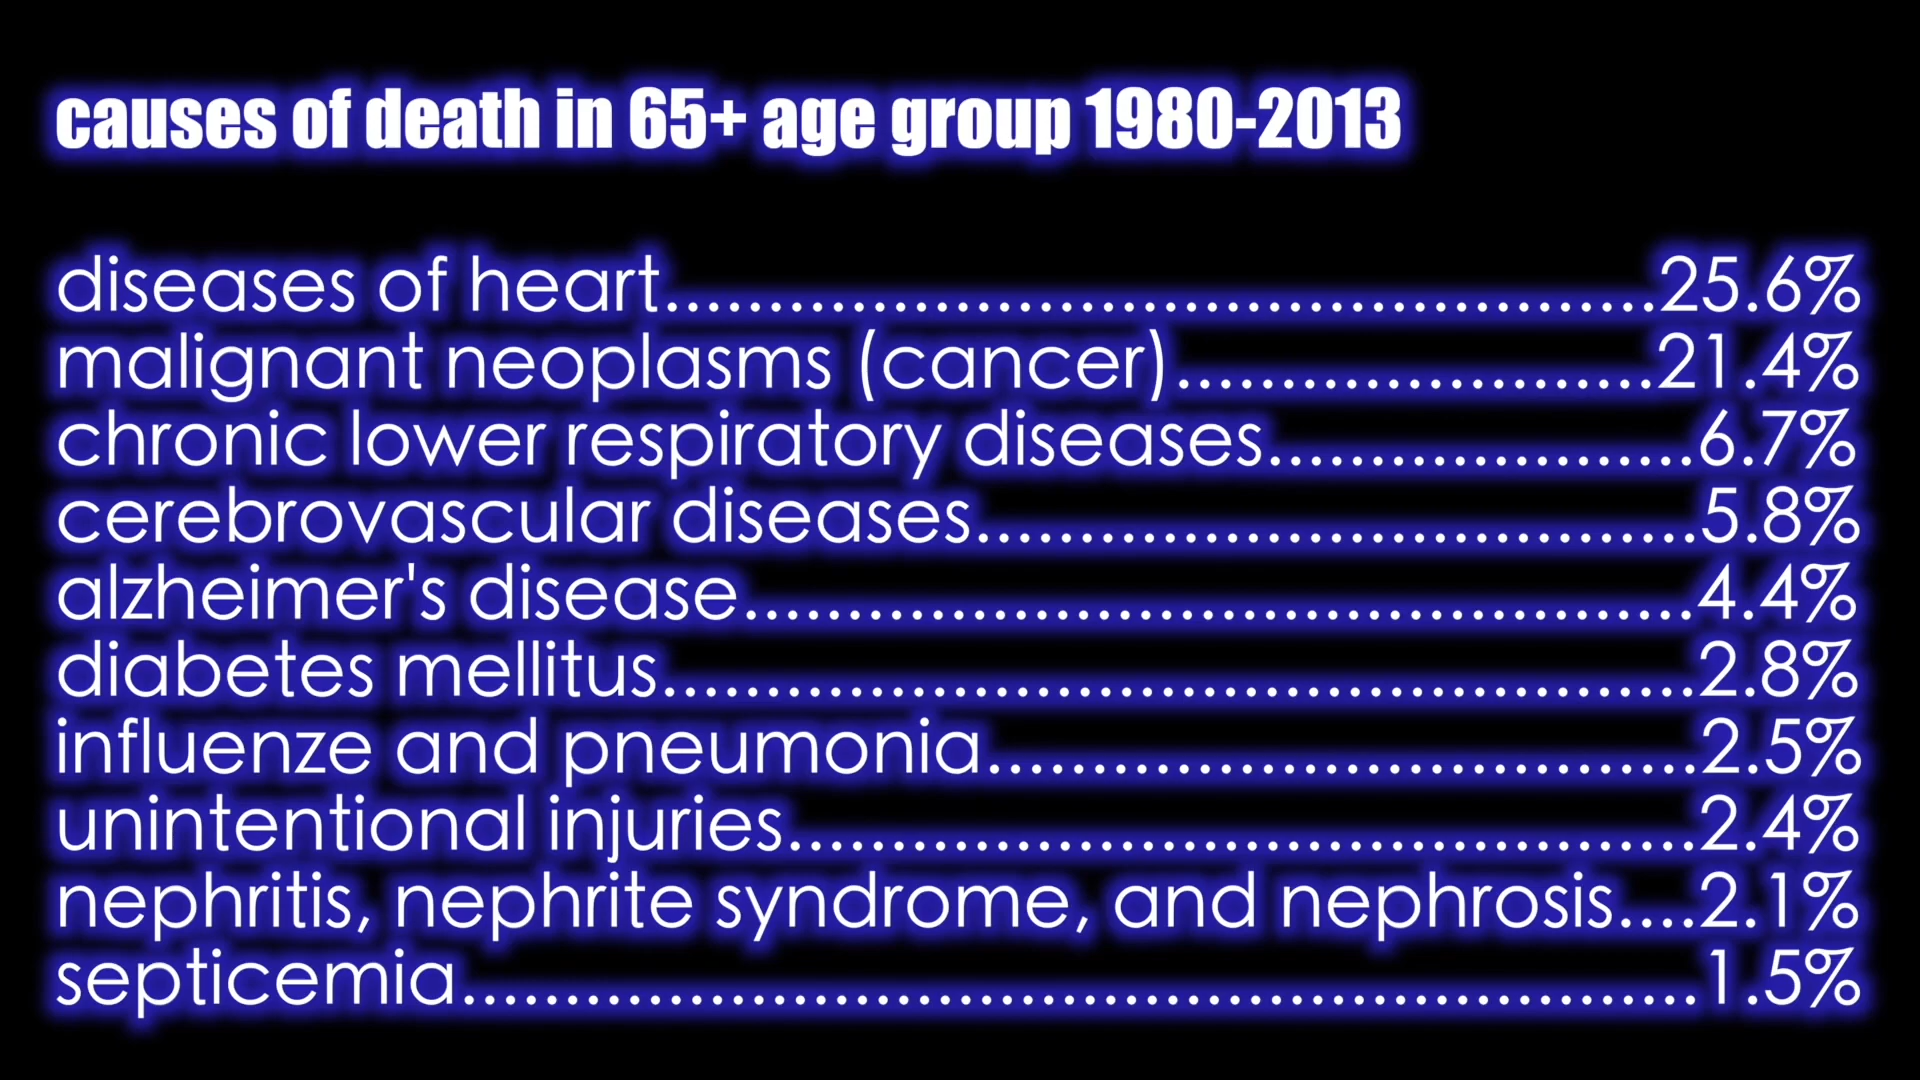 causes of death in 65+ age group 1980-2013
diseases of heart................................................25.6%
malignant neoplasms (cancer).......................21.4%
chronic lower respiratory diseases.....................6.7%
cerebrovascular diseases...................................5.8%
alzheimer's disease..............................................4.4%
diabetes mellitus..................................................2.8%
influenze and pneumonia..................................2.5%
unintentional injuries............................................2.4%
nephritis, nephrite syndrome, and nephrosis....2.1%
septicemia............................................................1.5%